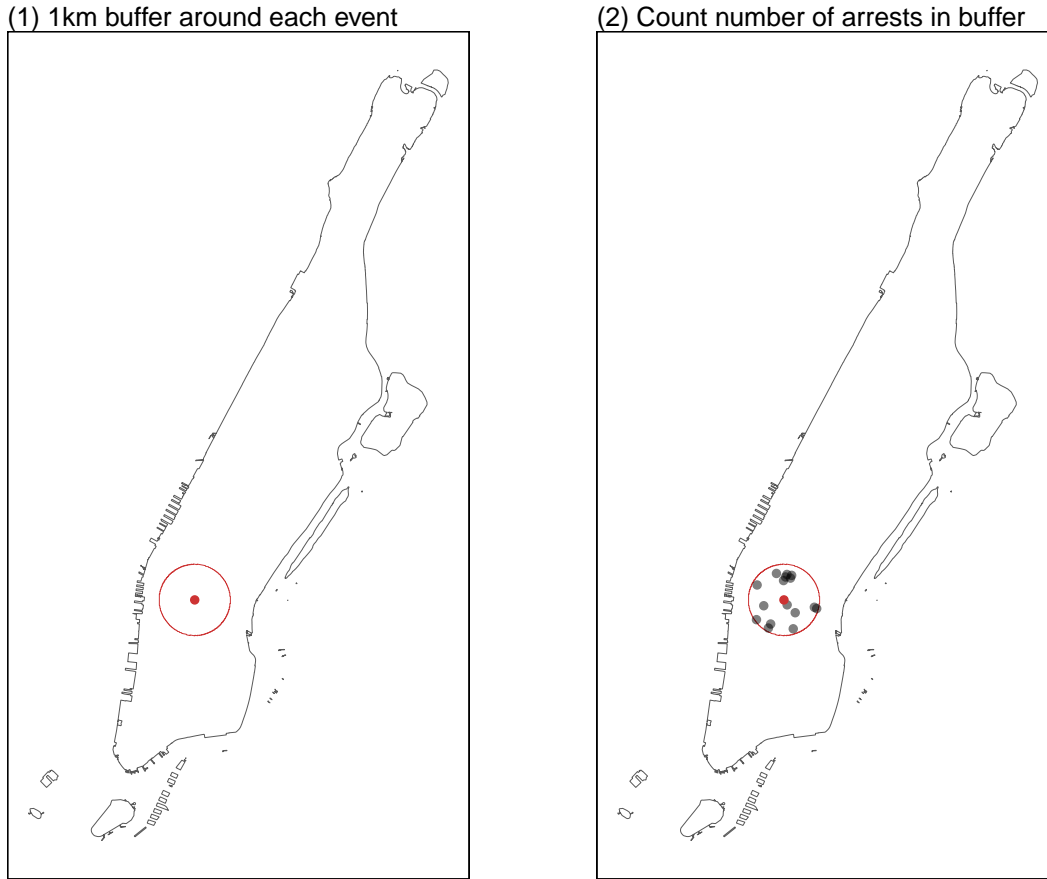 (1) 1km buffer around each event
(2) Count number of arrests in buffer